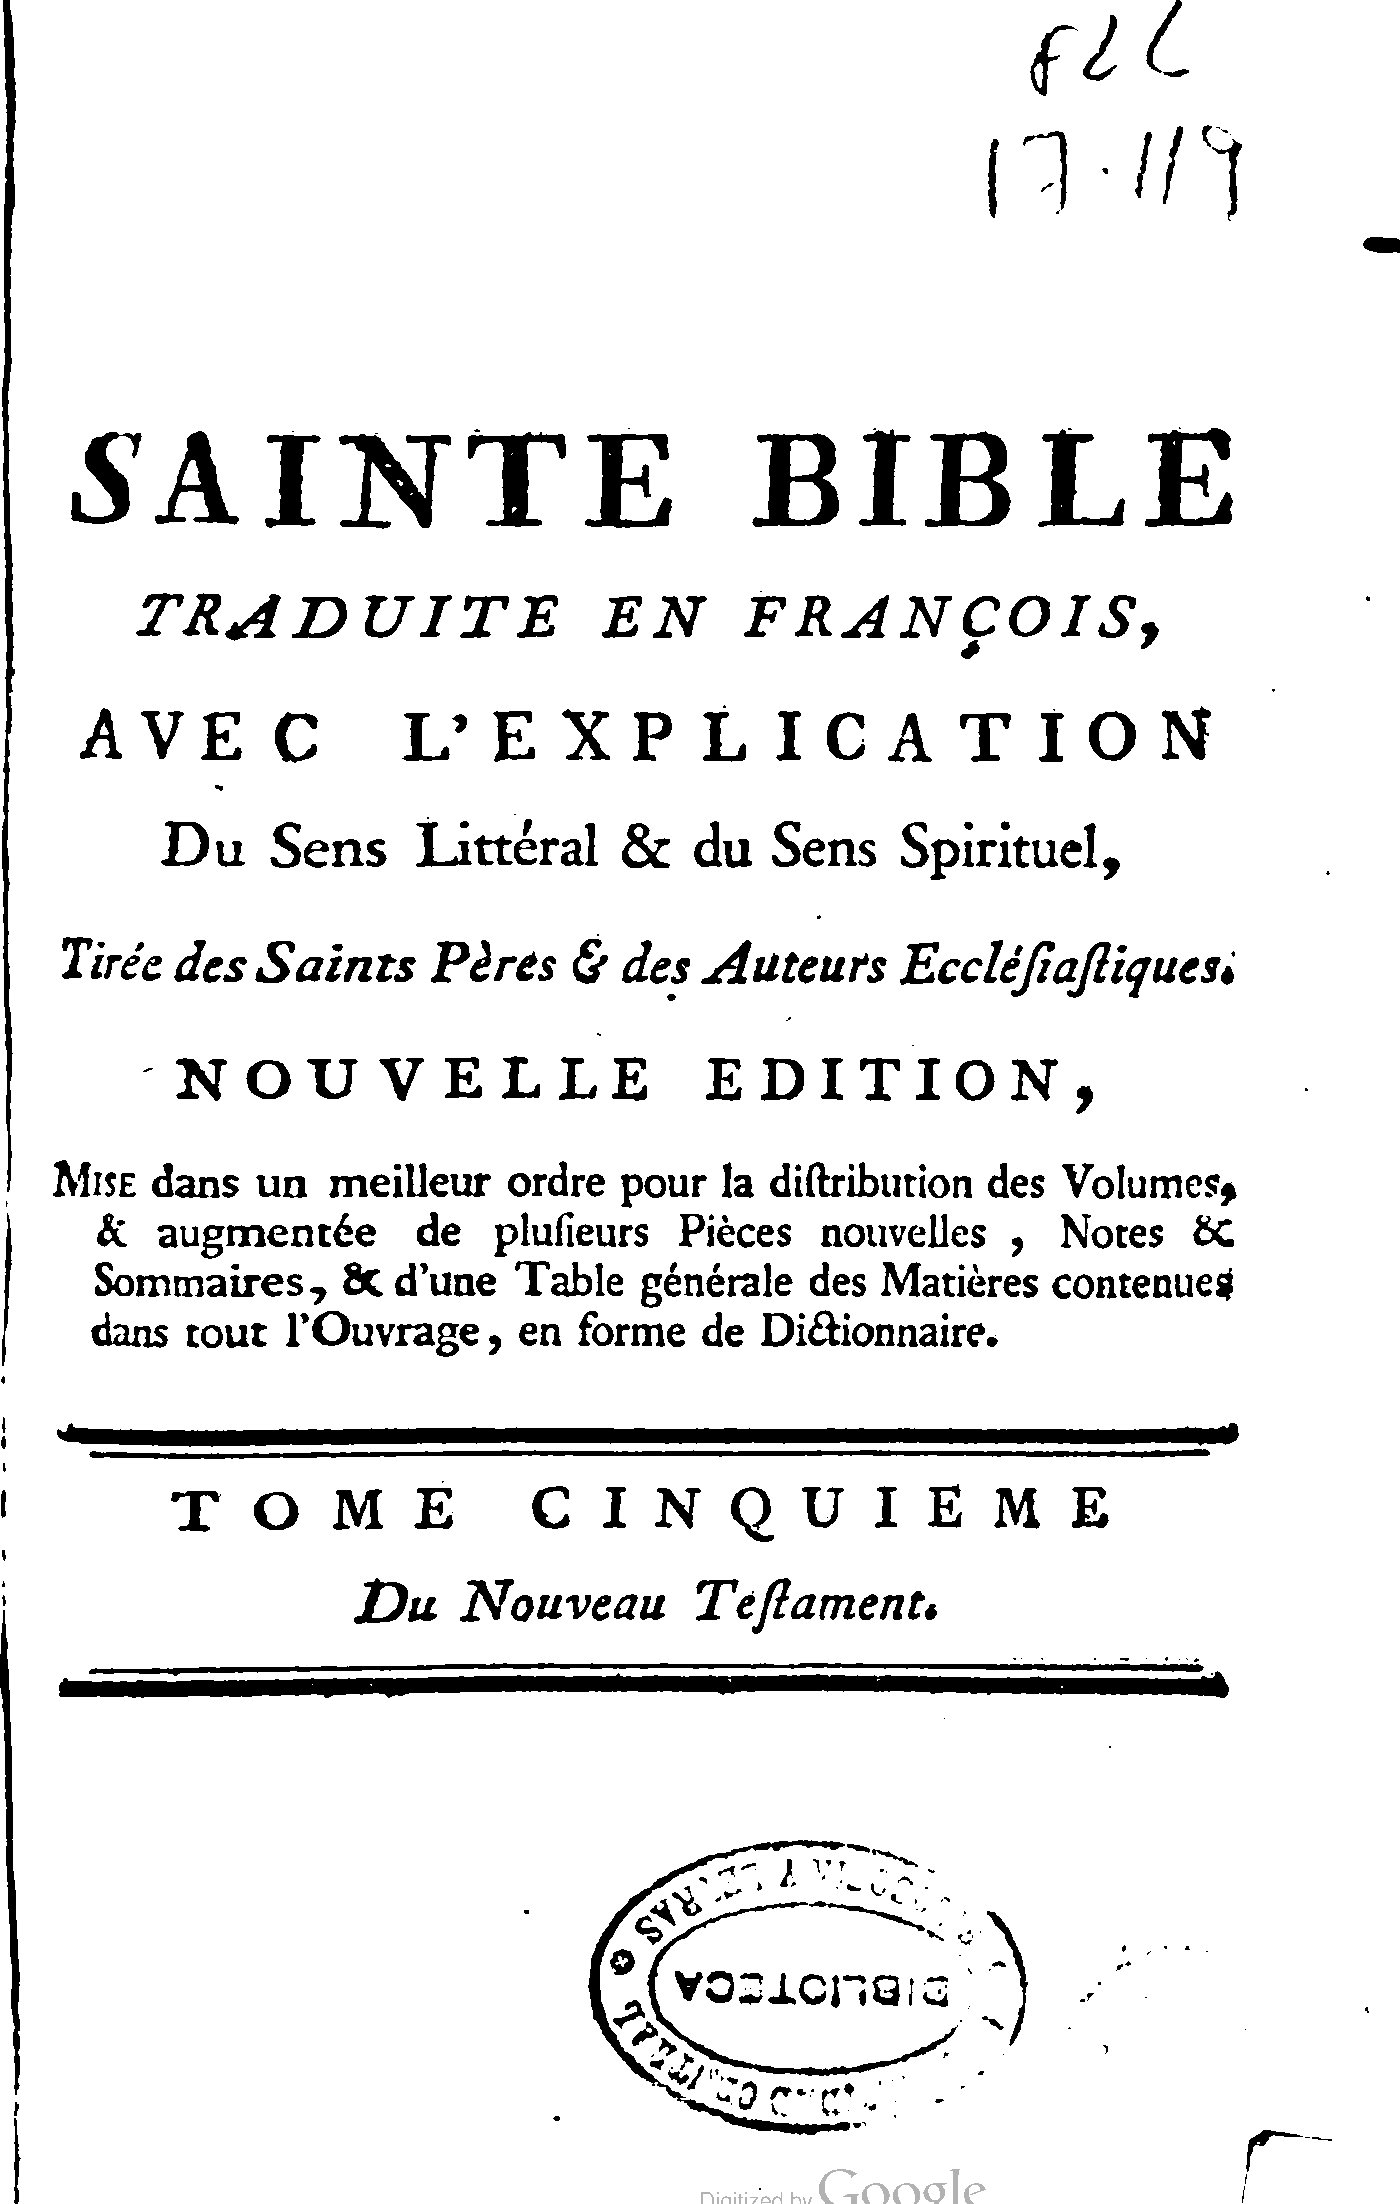 FLL
17.119
SAINTE BIBLE
TRADUITE EN FRANÇOIS,
AVEC L'EXPLICATION
Du Sens Littéral & du Sens Spirituel,
Tirée des Saints Pères & des Auteurs Eccléſiaſtiques.
NOUVELLE EDITION,
MISE dans un meilleur ordre pour la diſtribution des Volumes,
& augmentée de pluſieurs Pièces nouvelles , Notes &
Sommaires, & d'une Table générale des Matières contenues
dans tout l'Ouvrage, en forme de Dictionnaire.
TOME CINQUIEME
Du Nouveau Teſtament.
Y LETRAS
BIBLIOTECA
Digitized by Google